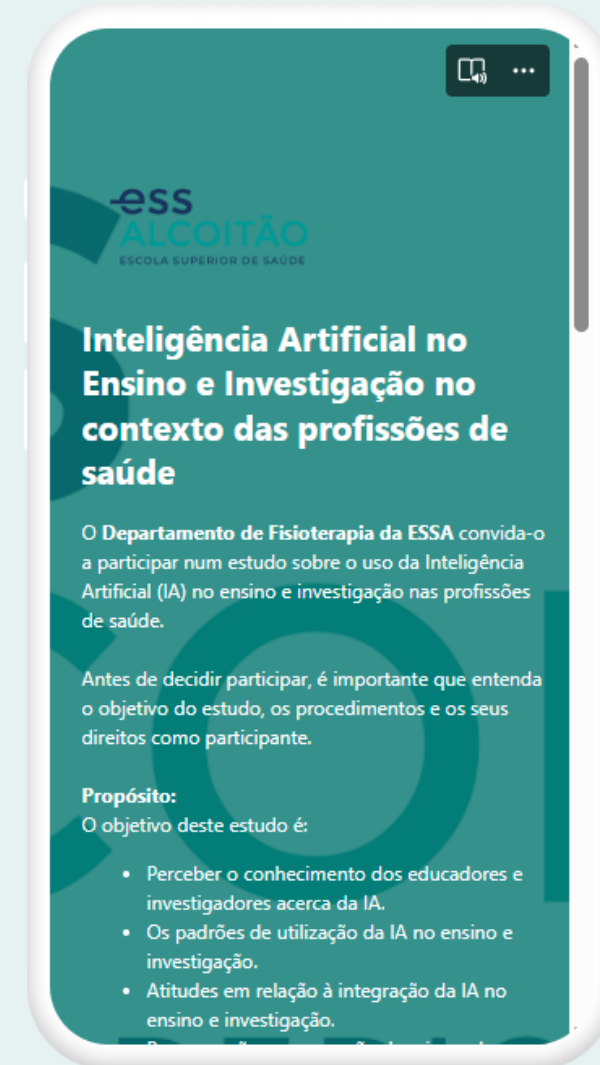 ess
ALCOITÃO
ESCOLA SUPERIOR DE SAÚDE
Inteligência Artificial no
Ensino e Investigação no
contexto das profissões de
saúde
O Departamento de Fisioterapia da ESSA convida-o
a participar num estudo sobre o uso da Inteligência
Artificial (IA) no ensino e investigação nas profissões
de saúde.
Antes de decidir participar, é importante que entenda
o objetivo do estudo, os procedimentos e os seus
direitos como participante.
Propósito:
O objetivo deste estudo é:
• Perceber o conhecimento dos educadores e
investigadores acerca da IA.
• Os padrões de utilização da IA no ensino e
investigação.
• Atitudes em relação à integração da IA no
ensino e investigação.